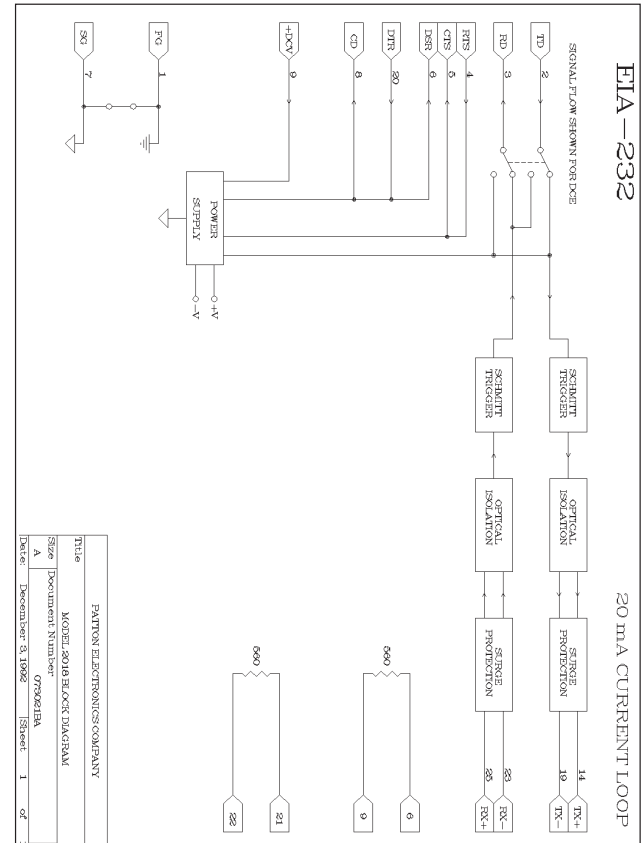 EIA-232
20 mA CURRENT LOOP
SIGNAL FLOW SHOWN FOR DCE
TD 2
RD 3
RTS 4
CTS 5
DSR 6
DTR 20
CD 8
+DCV 9
FG 1
SG 7
POWER
SUPPLY
+V
-V
SCHMITT
TRIGGER
OPTICAL
ISOLATION
SURGE
PROTECTION
14 TX+
19 TX-
SCHMITT
TRIGGER
OPTICAL
ISOLATION
SURGE
PROTECTION
23 RX-
25 RX+
560
6
9
560
21
22
PATTON ELECTRONICS COMPANY
Title
MODEL 2018 BLOCK DIAGRAM
Size Document Number
A 073021BA
Date: December 3, 1992 Sheet 1 of